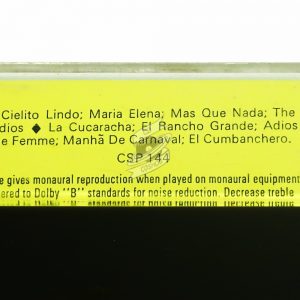 Cielito Lindo; Maria Elena; Mas Que Nada; The
dios ◆ La Cucaracha; El Rancho Grande; Adios
e Femme; Manhã De Carnaval; El Cumbanchero.
CSP 144
e gives monaural reproduction when played on monaural equipment
ered to Dolby "B" standards for noise reduction. Decrease treble